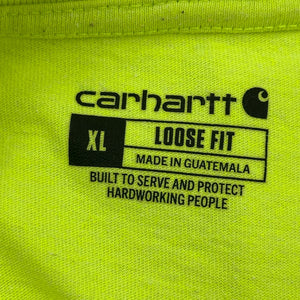 carhartt
XL LOOSE FIT
MADE IN GUATEMALA
BUILT TO SERVE AND PROTECT
HARDWORKING PEOPLE